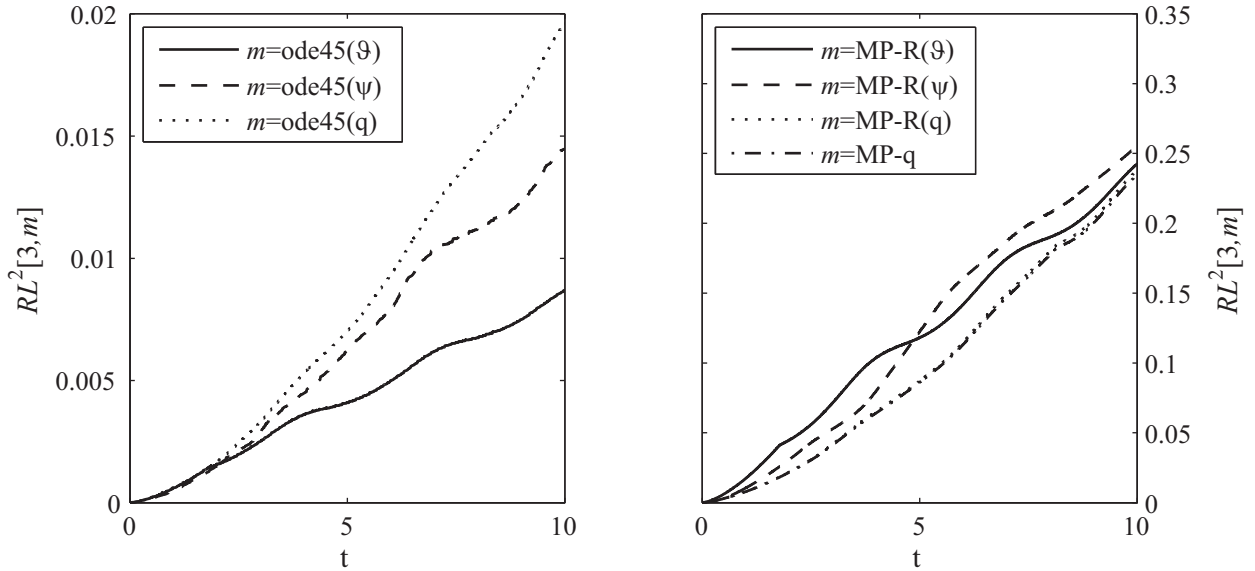 0.02
0.015
0.01
0.005
0
RL²[3,m]
m=ode45(ϑ)
m=ode45(ψ)
m=ode45(q)
0
5
10
t
m=MP-R(ϑ)
m=MP-R(ψ)
m=MP-R(q)
m=MP-q
0.35
0.3
0.25
0.2
0.15
0.1
0.05
0
RL²[3,m]
0
5
10
t